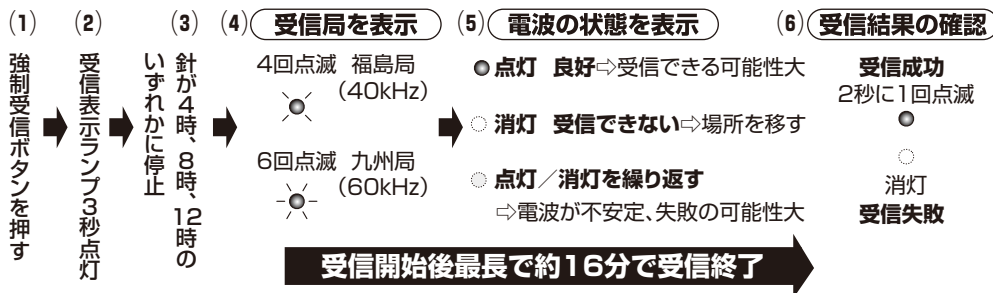 (1)
強制受信ボタンを押す
(2)
受信表示ランプ3秒点灯
(3)
針が4時、8時、12時の
いずれかに停止
(4) 受信局を表示
4回点滅 福島局
(40kHz)
6回点滅 九州局
(60kHz)
(5) 電波の状態を表示
点灯 良好⇨受信できる可能性大
消灯 受信できない⇨場所を移す
点灯/消灯を繰り返す
⇨電波が不安定、失敗の可能性大
(6) 受信結果の確認
受信成功
2秒に1回点滅
消灯
受信失敗
受信開始後最長で約16分で受信終了